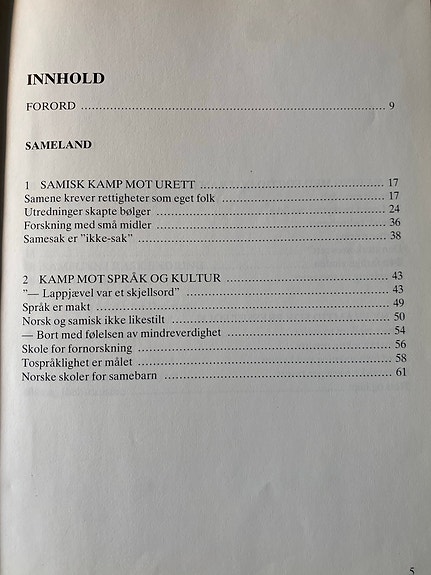 INNHOLD
FORORD ........................................................................ 9
SAMELAND
1 SAMISK KAMP MOT URETT ............................................ 17
Samene krever rettigheter som eget folk ........................................ 17
Utredninger skapte bølger ........................................................ 24
Forskning med små midler ........................................................ 36
Samesak er ”ikke-sak” ............................................................ 38
2 KAMP MOT SPRÅK OG KULTUR ........................................ 43
”— Lappjævel var et skjellsord” ................................................ 43
Språk er makt .................................................................... 49
Norsk og samisk ikke likestilt .................................................. 50
— Bort med følelsen av mindreverdighet ........................................ 54
Skole for fornorskning .......................................................... 56
Tospråklighet er målet .......................................................... 58
Norske skoler for samebarn ...................................................... 61
5